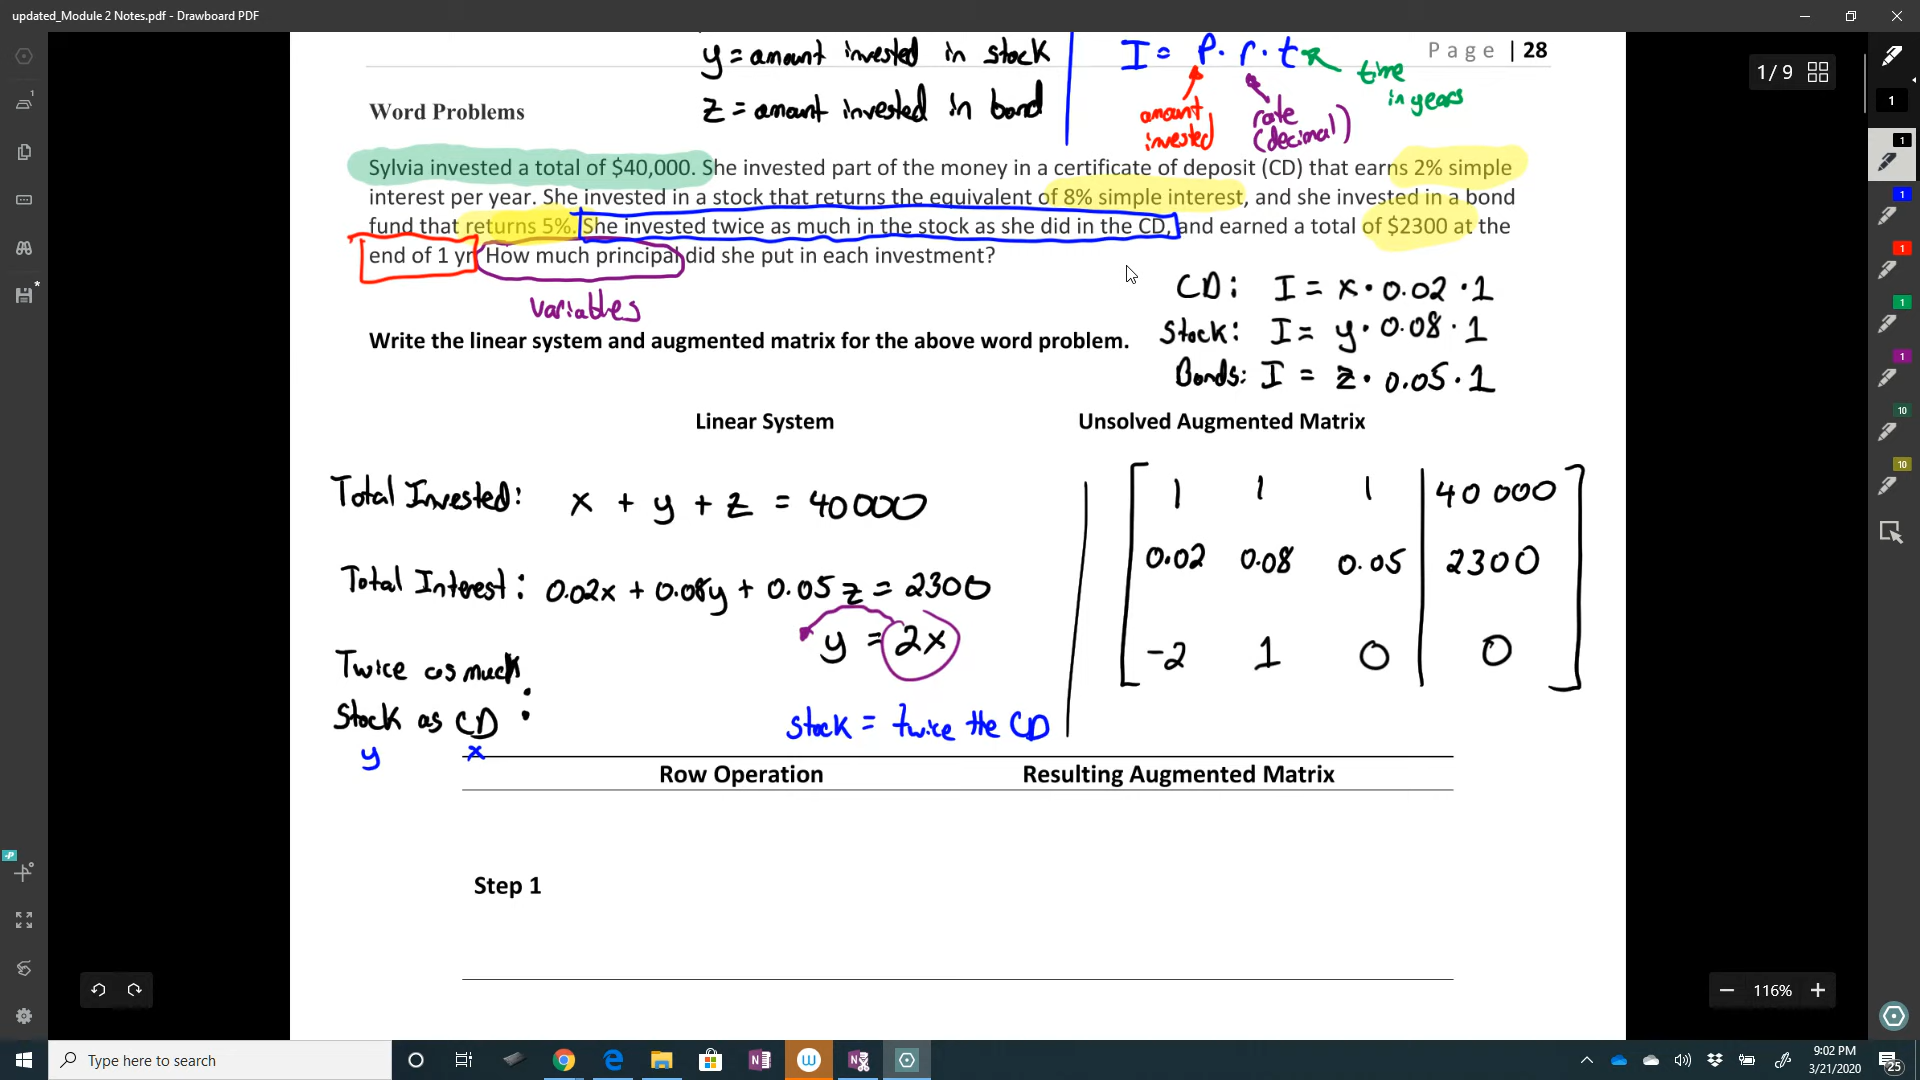 updated_Module 2 Notes.pdf - Drawboard PDF
y = amount invested in stock
z = amount invested in bond
I = P · r · t
time in years
amount invested
rate (decimal)
Page | 28
1 / 9
Word Problems
Sylvia invested a total of $40,000. She invested part of the money in a certificate of deposit (CD) that earns 2% simple
interest per year. She invested in a stock that returns the equivalent of 8% simple interest, and she invested in a bond
fund that returns 5%. She invested twice as much in the stock as she did in the CD, and earned a total of $2300 at the
end of 1 yr. How much principal did she put in each investment?
variables
CD: I = x · 0.02 · 1
Stock: I = y · 0.08 · 1
Bonds: I = z · 0.05 · 1
Write the linear system and augmented matrix for the above word problem.
Linear System
Unsolved Augmented Matrix
Total Invested: x + y + z = 40000
Total Interest: 0.02x + 0.08y + 0.05z = 2300
Twice as much
Stock as CD :
y x
y = 2x
stock = twice the CD
1 1 1 | 40 000
0.02 0.08 0.05 | 2300
-2 1 0 | 0
Row Operation
Resulting Augmented Matrix
Step 1
116%
1
1
1
1
1
1
10
10
Type here to search
9:02 PM
3/21/2020
25